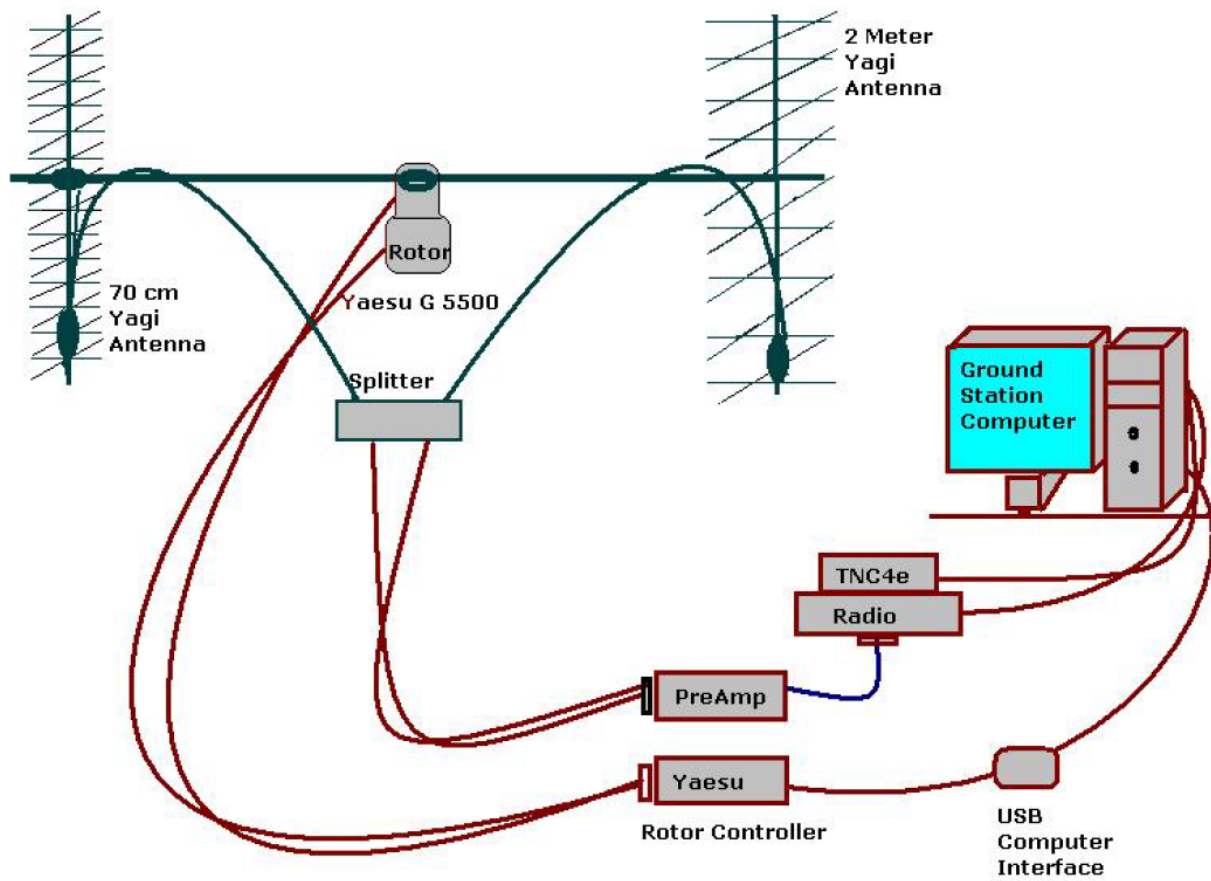 2 Meter
Yagi
Antenna
Rotor
Yaesu G 5500
70 cm
Yagi
Antenna
Splitter
Ground
Station
Computer
TNC4e
Radio
PreAmp
Yaesu
Rotor Controller
USB
Computer
Interface